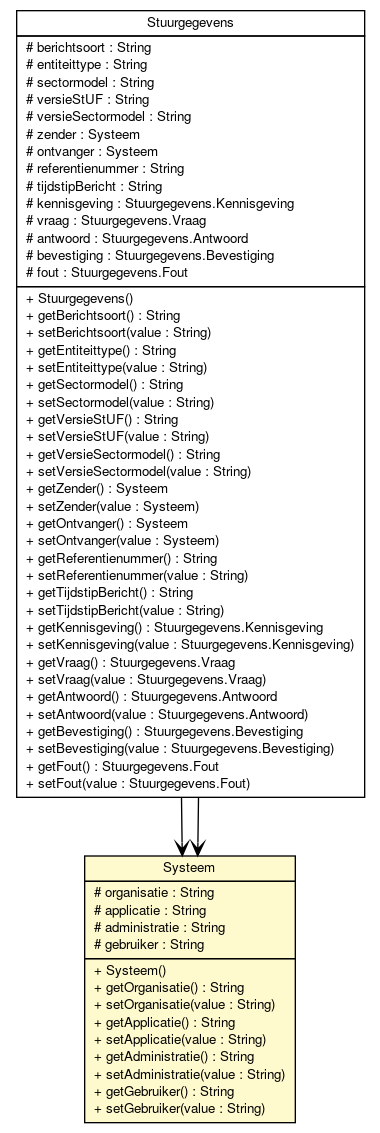 Stuurgegevens
# berichtsoort : String
# entiteittype : String
# sectormodel : String
# versieStUF : String
# versieSectormodel : String
# zender : Systeem
# ontvanger : Systeem
# referentienummer : String
# tijdstipBericht : String
# kennisgeving : Stuurgegevens.Kennisgeving
# vraag : Stuurgegevens.Vraag
# antwoord : Stuurgegevens.Antwoord
# bevestiging : Stuurgegevens.Bevestiging
# fout : Stuurgegevens.Fout
+ Stuurgegevens()
+ getBerichtsoort() : String
+ setBerichtsoort(value : String)
+ getEntiteittype() : String
+ setEntiteittype(value : String)
+ getSectormodel() : String
+ setSectormodel(value : String)
+ getVersieStUF() : String
+ setVersieStUF(value : String)
+ getVersieSectormodel() : String
+ setVersieSectormodel(value : String)
+ getZender() : Systeem
+ setZender(value : Systeem)
+ getOntvanger() : Systeem
+ setOntvanger(value : Systeem)
+ getReferentienummer() : String
+ setReferentienummer(value : String)
+ getTijdstipBericht() : String
+ setTijdstipBericht(value : String)
+ getKennisgeving() : Stuurgegevens.Kennisgeving
+ setKennisgeving(value : Stuurgegevens.Kennisgeving)
+ getVraag() : Stuurgegevens.Vraag
+ setVraag(value : Stuurgegevens.Vraag)
+ getAntwoord() : Stuurgegevens.Antwoord
+ setAntwoord(value : Stuurgegevens.Antwoord)
+ getBevestiging() : Stuurgegevens.Bevestiging
+ setBevestiging(value : Stuurgegevens.Bevestiging)
+ getFout() : Stuurgegevens.Fout
+ setFout(value : Stuurgegevens.Fout)
Systeem
# organisatie : String
# applicatie : String
# administratie : String
# gebruiker : String
+ Systeem()
+ getOrganisatie() : String
+ setOrganisatie(value : String)
+ getApplicatie() : String
+ setApplicatie(value : String)
+ getAdministratie() : String
+ setAdministratie(value : String)
+ getGebruiker() : String
+ setGebruiker(value : String)